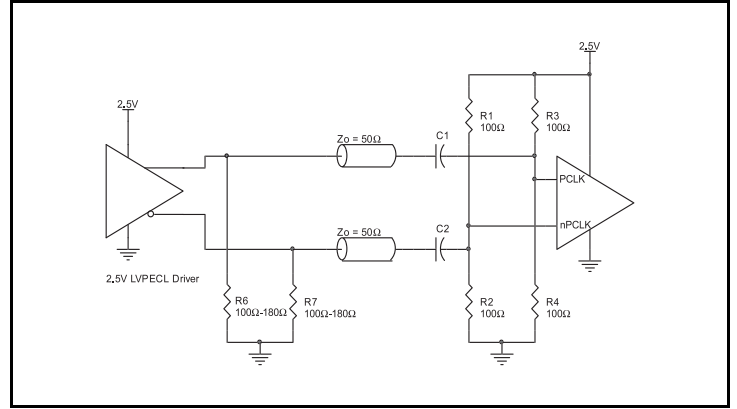 2.5V
2.5V
R1
100Ω
R3
100Ω
Zo = 50Ω
C1
PCLK
nPCLK
Zo = 50Ω
C2
2.5V LVPECL Driver
R6
100Ω-180Ω
R7
100Ω-180Ω
R2
100Ω
R4
100Ω